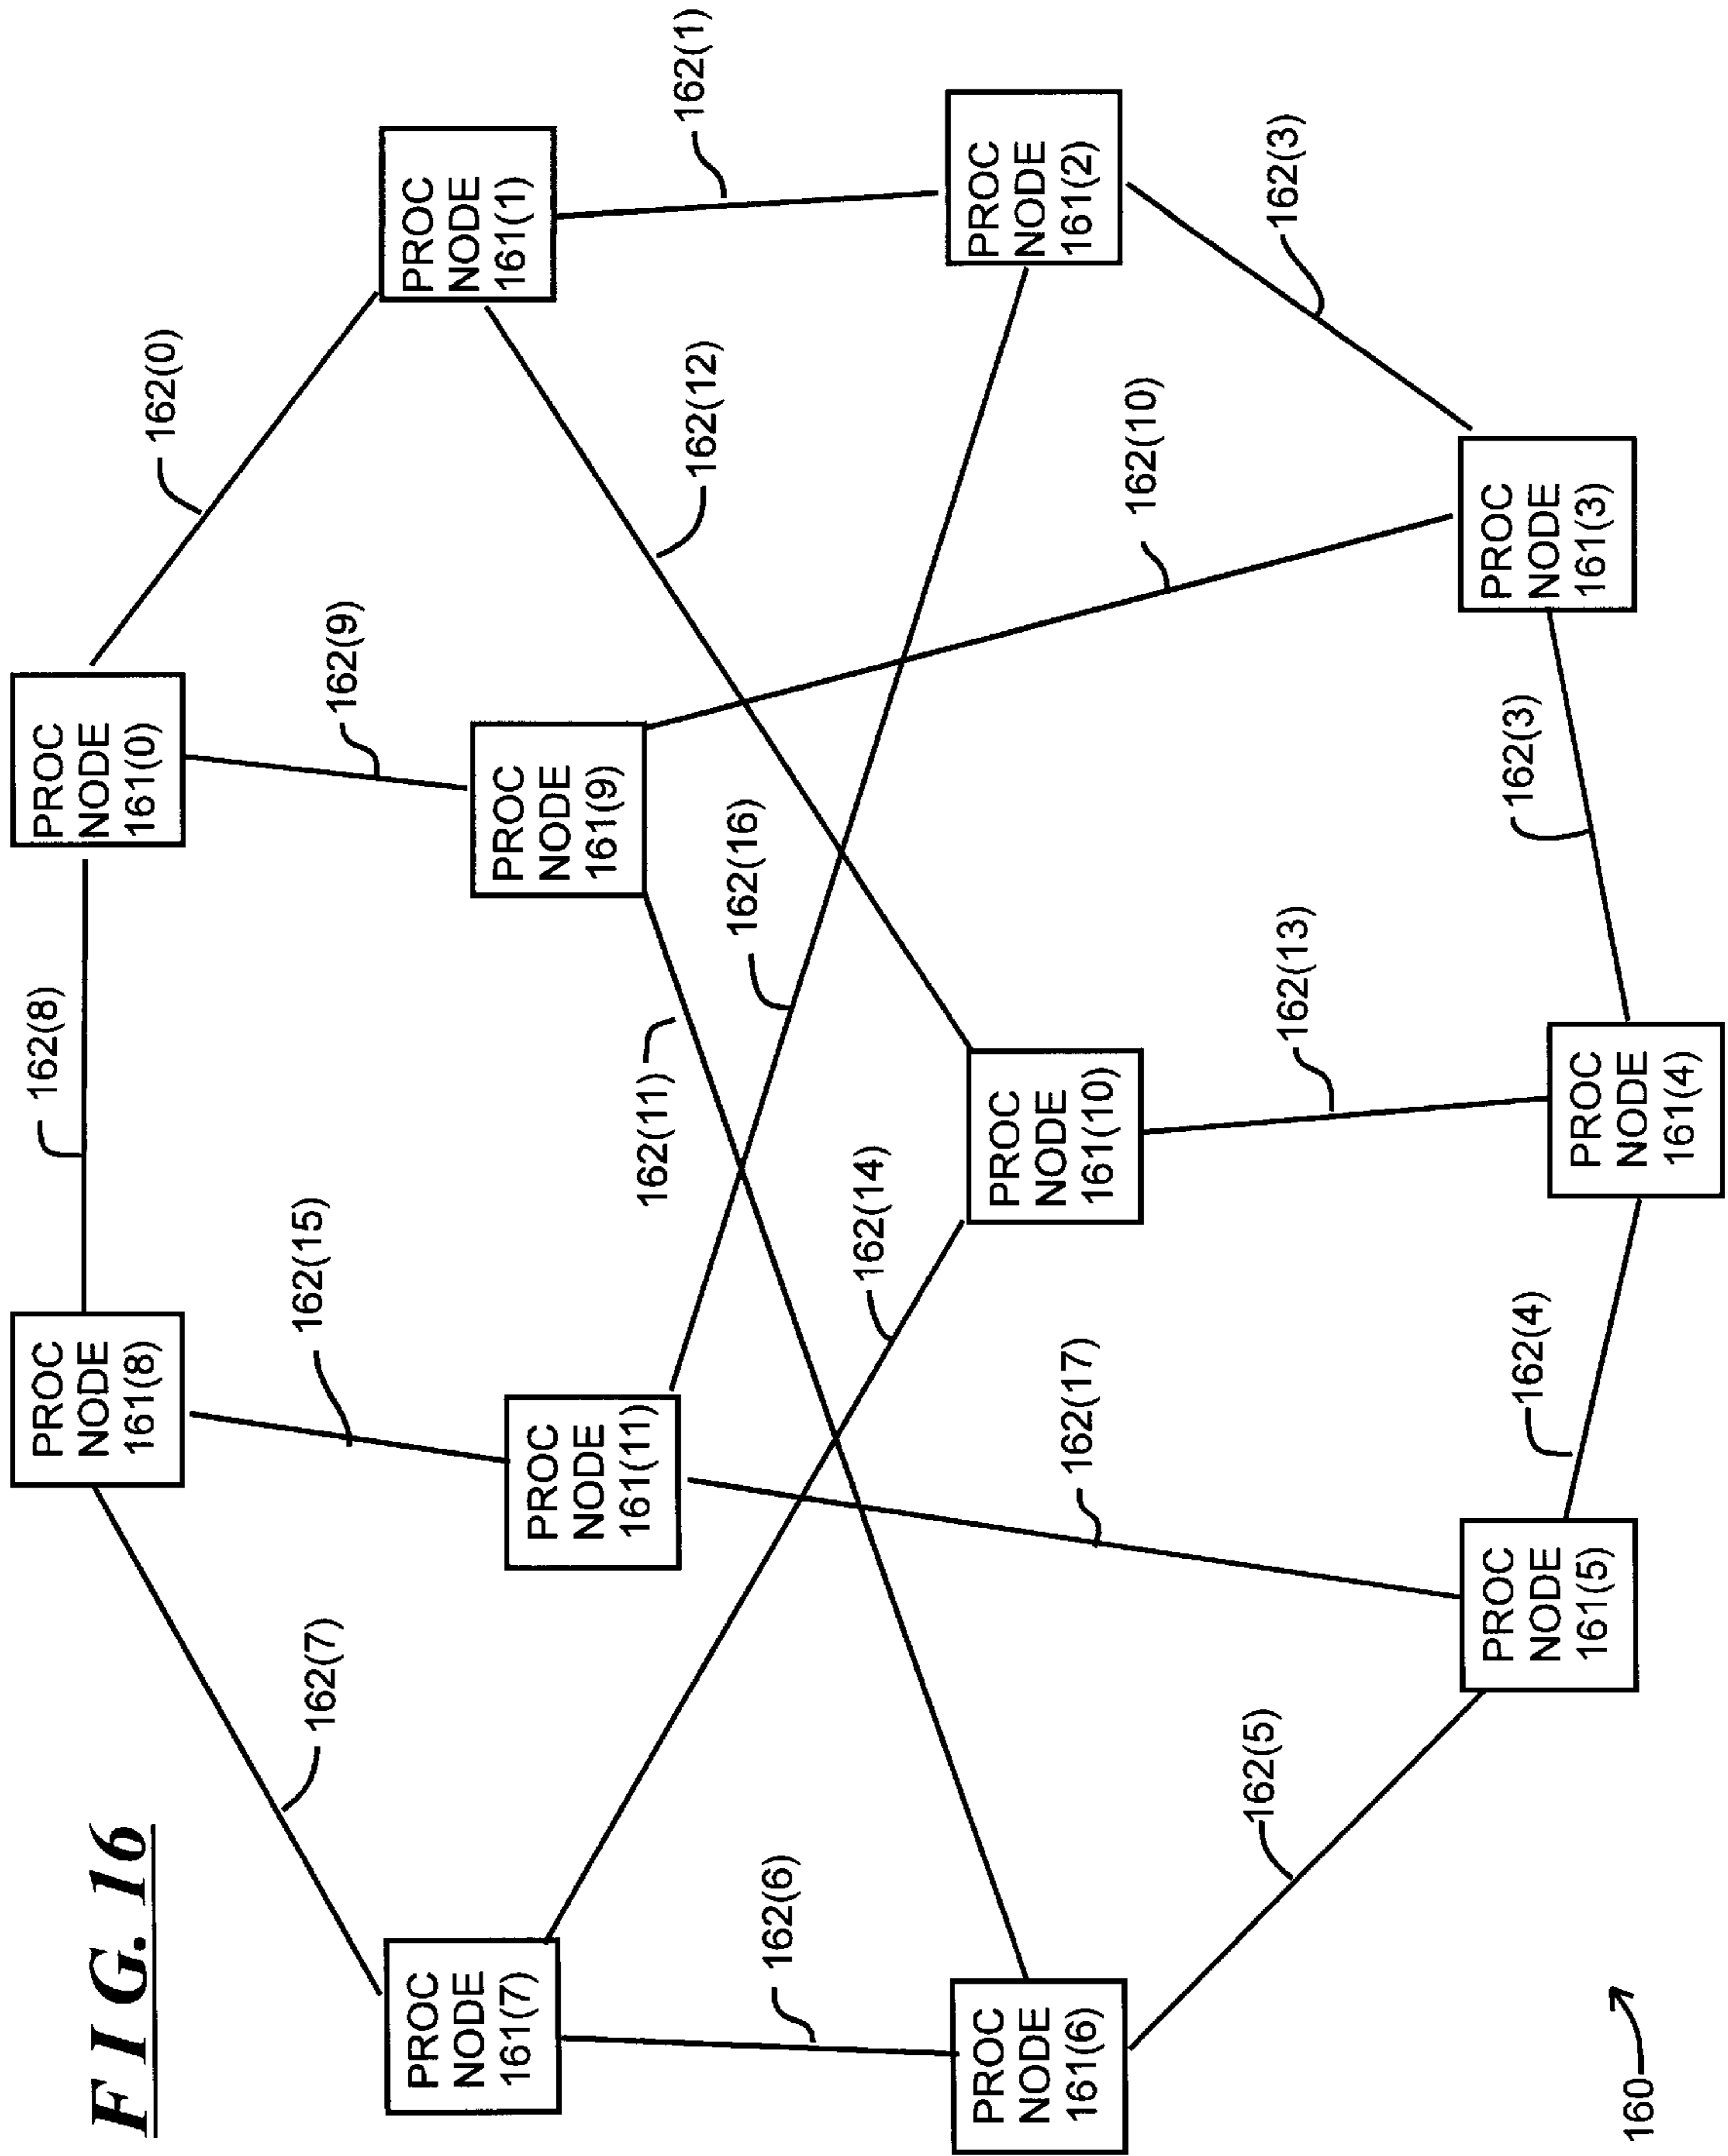 F I G. 16
160
PROC
NODE
161(7)
162(7)
PROC
NODE
161(8)
162(8)
PROC
NODE
161(0)
162(0)
PROC
NODE
161(1)
162(1)
162(6)
162(15)
PROC
NODE
161(11)
162(9)
PROC
NODE
161(9)
162(11)
162(16)
162(12)
PROC
NODE
161(6)
162(14)
PROC
NODE
161(10)
162(10)
PROC
NODE
161(2)
162(5)
162(17)
162(13)
162(3)
PROC
NODE
161(5)
162(4)
PROC
NODE
161(4)
162(3)
PROC
NODE
161(3)